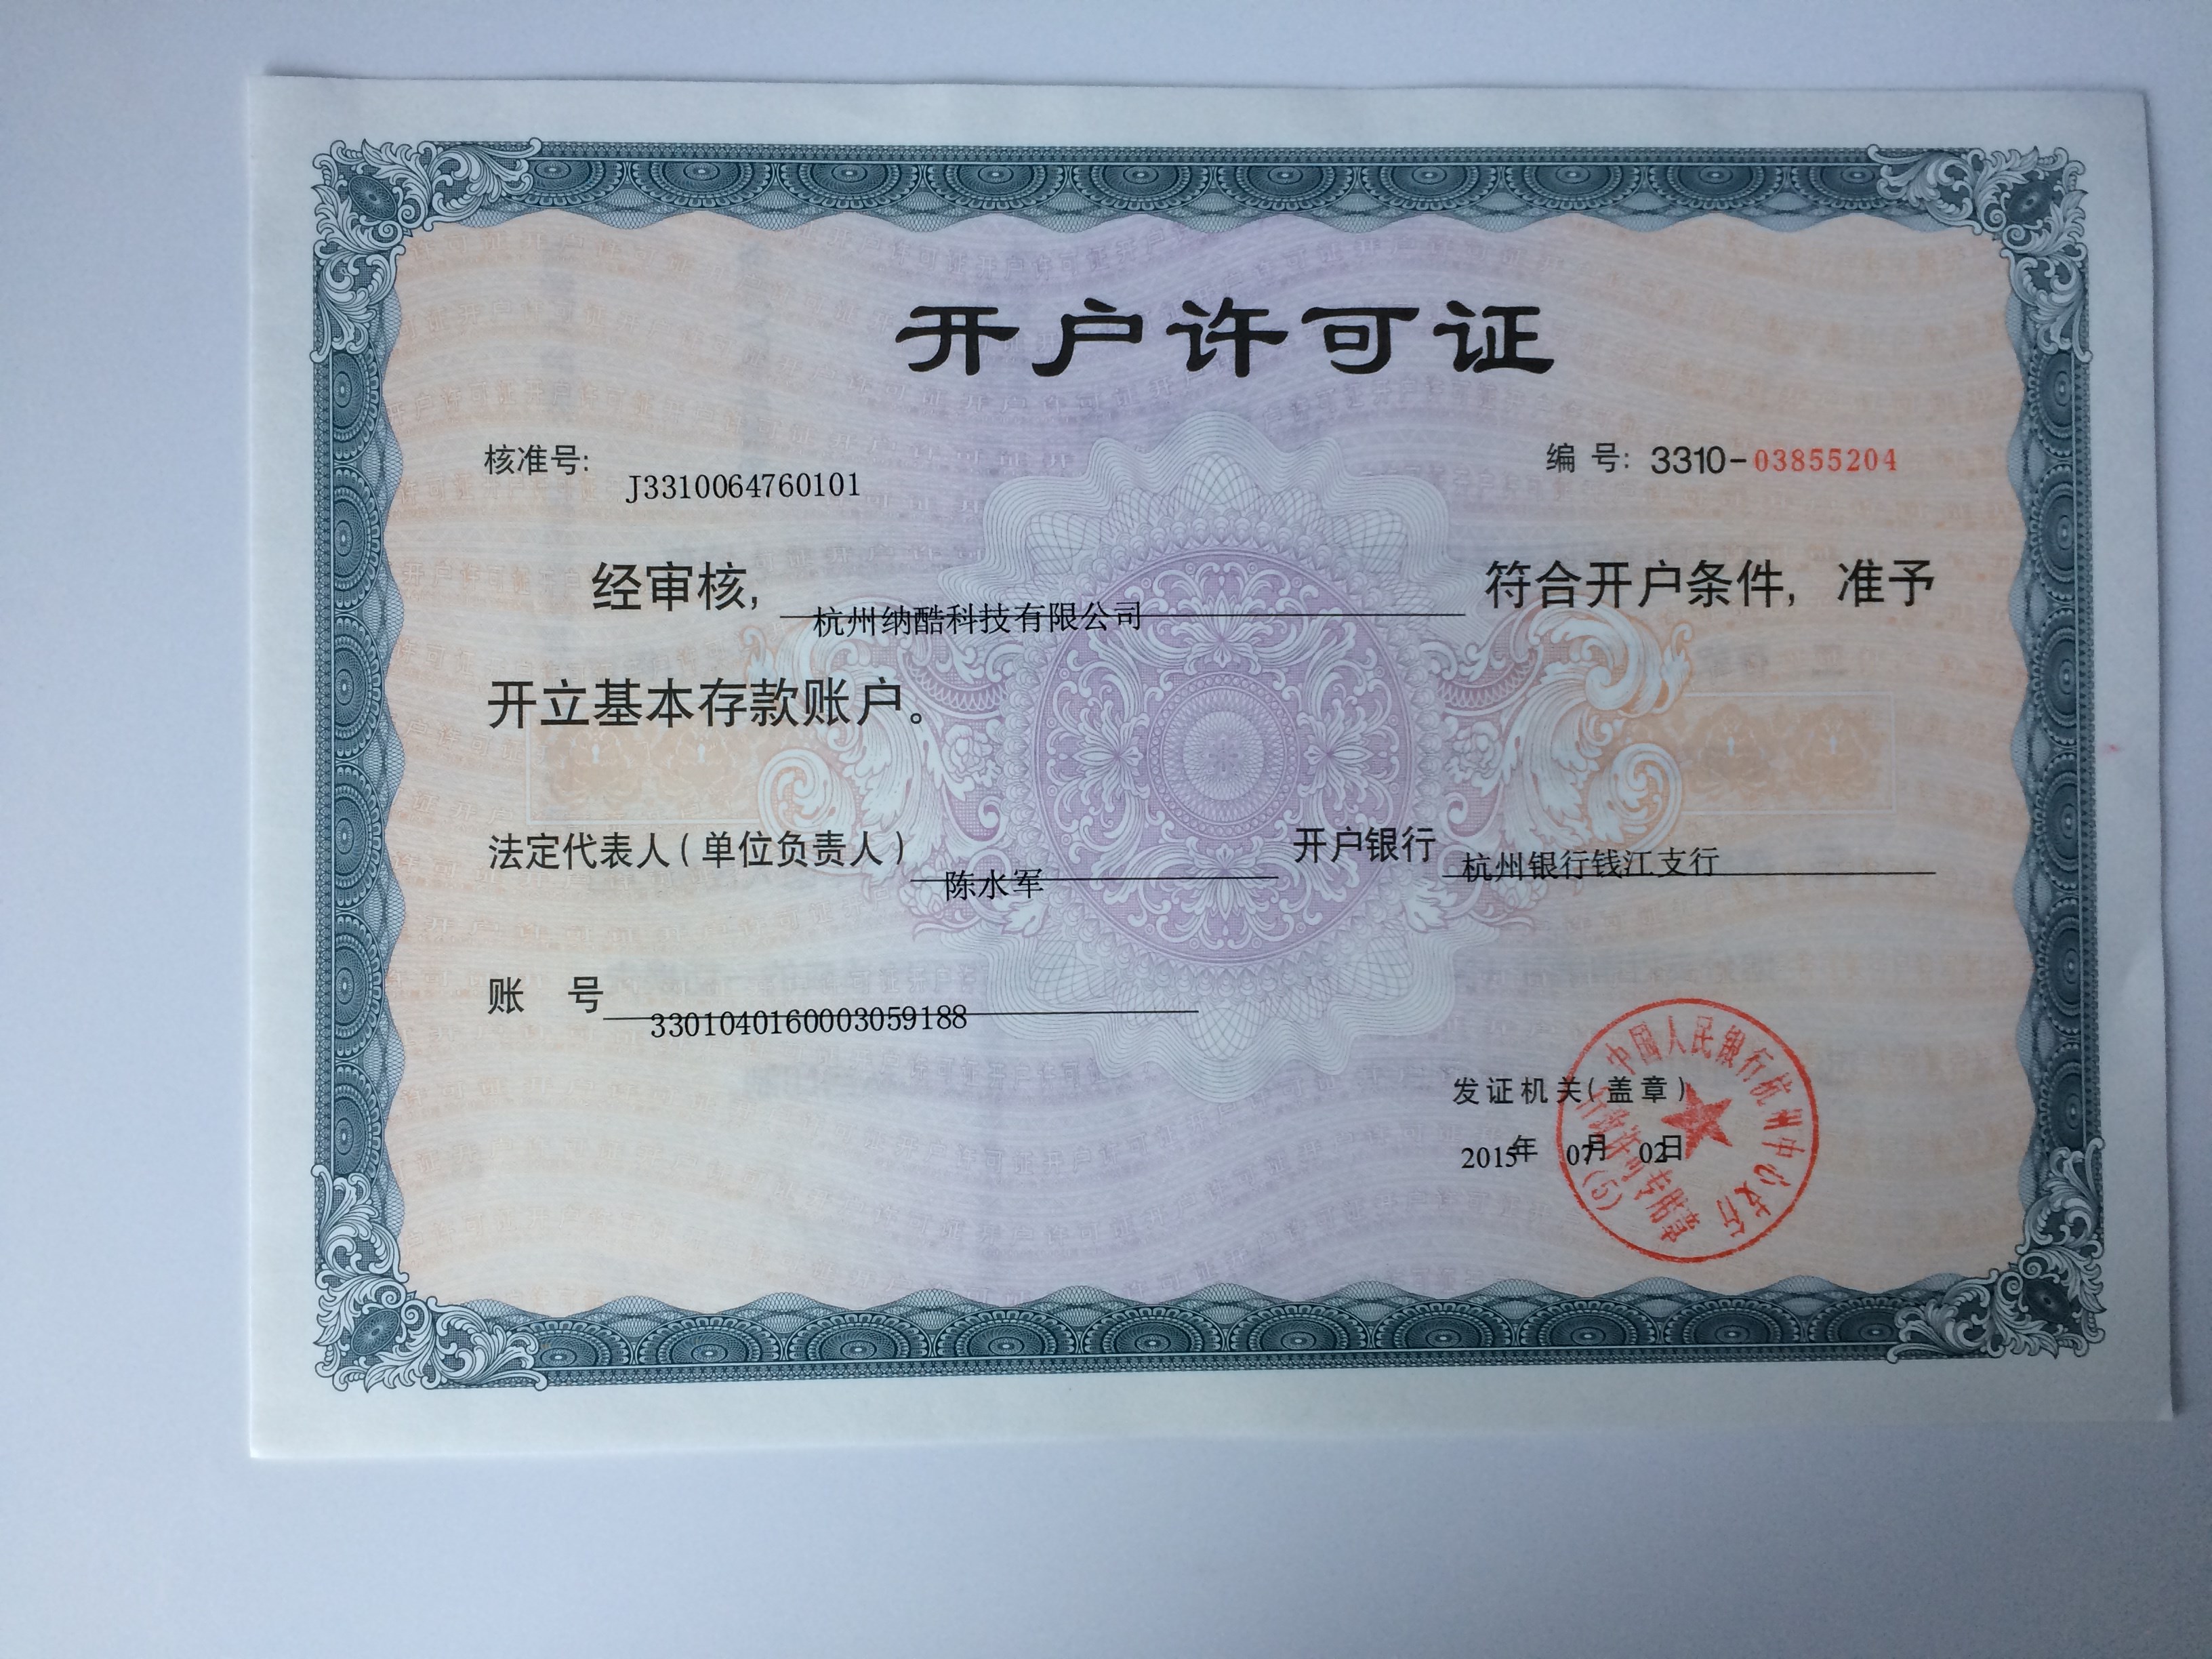 开户许可证
核准号: J3310064760101 编 号: 3310-03855204
经审核, 杭州纳酷科技有限公司 符合开户条件, 准予
开立基本存款账户。
法定代表人(单位负责人) 陈水军 开户银行 杭州银行钱江支行
账 号 3301040160003059188
发证机关(盖章)
2015年 07月 02日
中国人民银行杭州中心支行
行政许可专用章
(5)